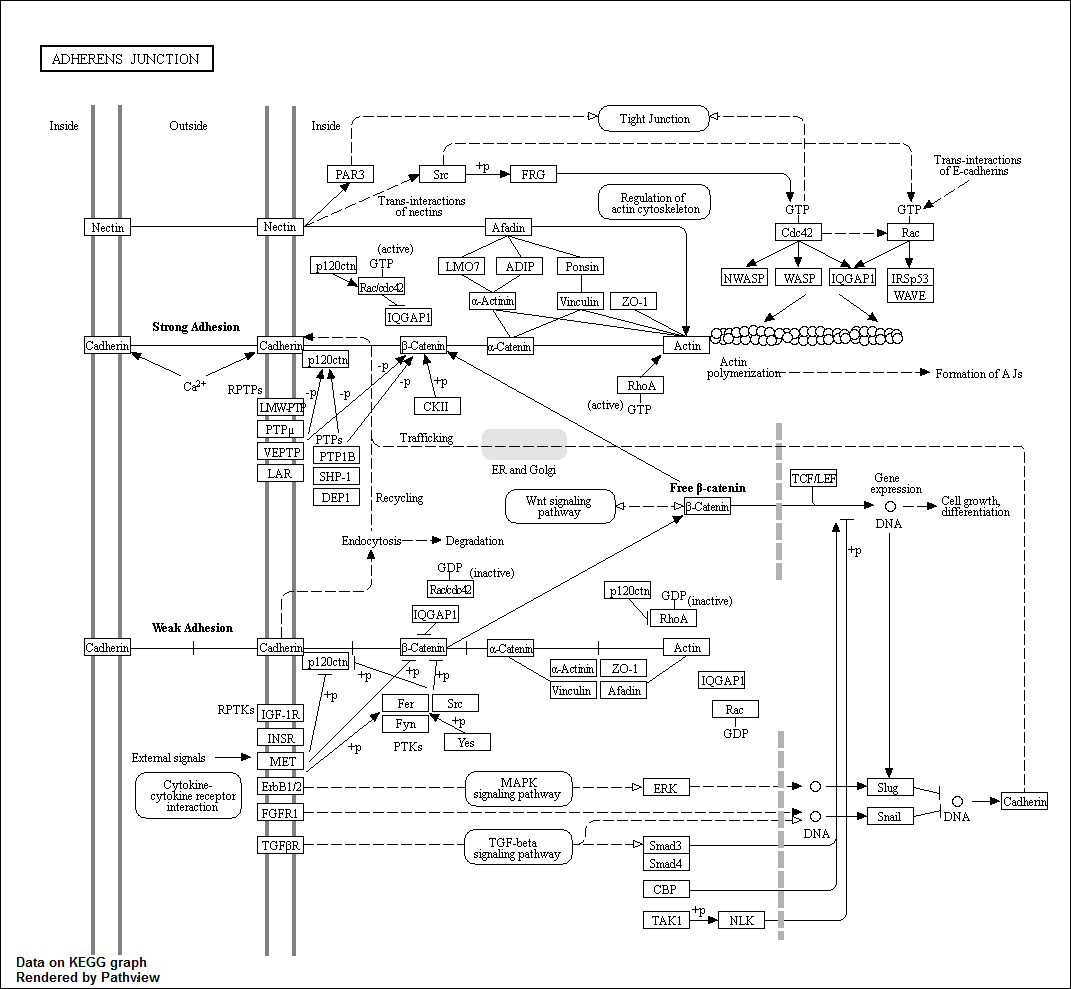 ADHERENS JUNCTION
Inside
Outside
Inside
Tight Junction
PAR3
Src
+p
FRG
Trans-interactions
of E-cadherins
Trans-interactions
of nectins
Regulation of
actin cytoskeleton
GTP
GTP
Nectin
Nectin
Afadin
Cdc42
Rac
(active)
p120ctn
GTP
LMO7
ADIP
Ponsin
NWASP
WASP
IQGAP1
IRSp53
WAVE
Rac/cdc42
α-Actinin
Vinculin
ZO-1
IQGAP1
Strong Adhesion
Cadherin
Cadherin
β-Catenin
α-Catenin
Actin
p120ctn
Actin
polymerization
Formation of AJs
Ca2+
RPTPs
-p
-p
-p
+p
RhoA
(active)
GTP
LMW-PTP
CKII
PTPμ
PTPs
Trafficking
VEPTP
PTP1B
LAR
SHP-1
DEP1
ER and Golgi
Recycling
Free β-catenin
TCF/LEF
Gene
expression
Wnt signaling
pathway
β-Catenin
Cell growth,
differentiation
DNA
Endocytosis
Degradation
+p
GDP
(inactive)
Rac/cdc42
p120ctn
GDP
(inactive)
IQGAP1
RhoA
Weak Adhesion
Cadherin
Cadherin
β-Catenin
α-Catenin
Actin
p120ctn
+p
+p
+p
α-Actinin
ZO-1
Vinculin
Afadin
IQGAP1
+p
RPTKs
IGF-1R
Fer
Src
Rac
Fyn
+p
GDP
INSR
+p
PTKs
Yes
External signals
MET
Cytokine-
cytokine receptor
interaction
ErbB1/2
MAPK
signaling pathway
ERK
Slug
FGFR1
Cadherin
DNA
Snail
DNA
TGFβR
TGF-beta
signaling pathway
Smad3
Smad4
CBP
TAK1
+p
NLK
Data on KEGG graph
Rendered by Pathview